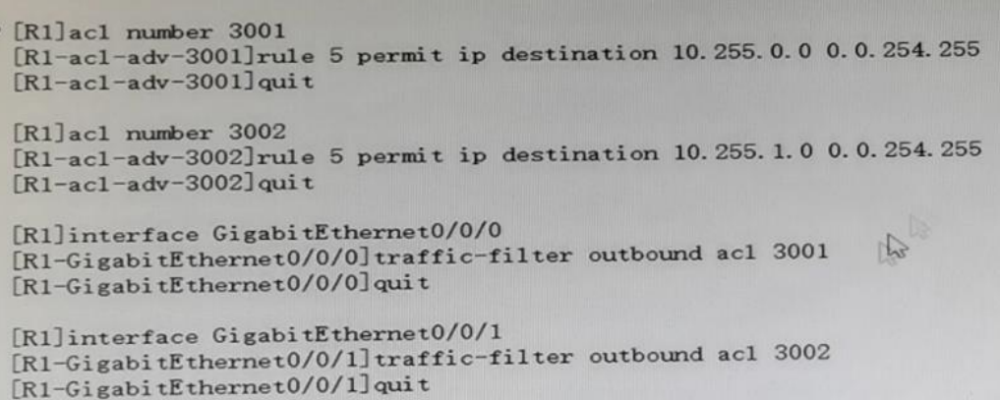 [R1]acl number 3001
[R1-acl-adv-3001]rule 5 permit ip destination 10.255.0.0 0.0.254.255
[R1-acl-adv-3001]quit
[R1]acl number 3002
[R1-acl-adv-3002]rule 5 permit ip destination 10.255.1.0 0.0.254.255
[R1-acl-adv-3002]quit
[R1]interface GigabitEthernet0/0/0
[R1-GigabitEthernet0/0/0]traffic-filter outbound acl 3001
[R1-GigabitEthernet0/0/0]quit
[R1]interface GigabitEthernet0/0/1
[R1-GigabitEthernet0/0/1]traffic-filter outbound acl 3002
[R1-GigabitEthernet0/0/1]quit